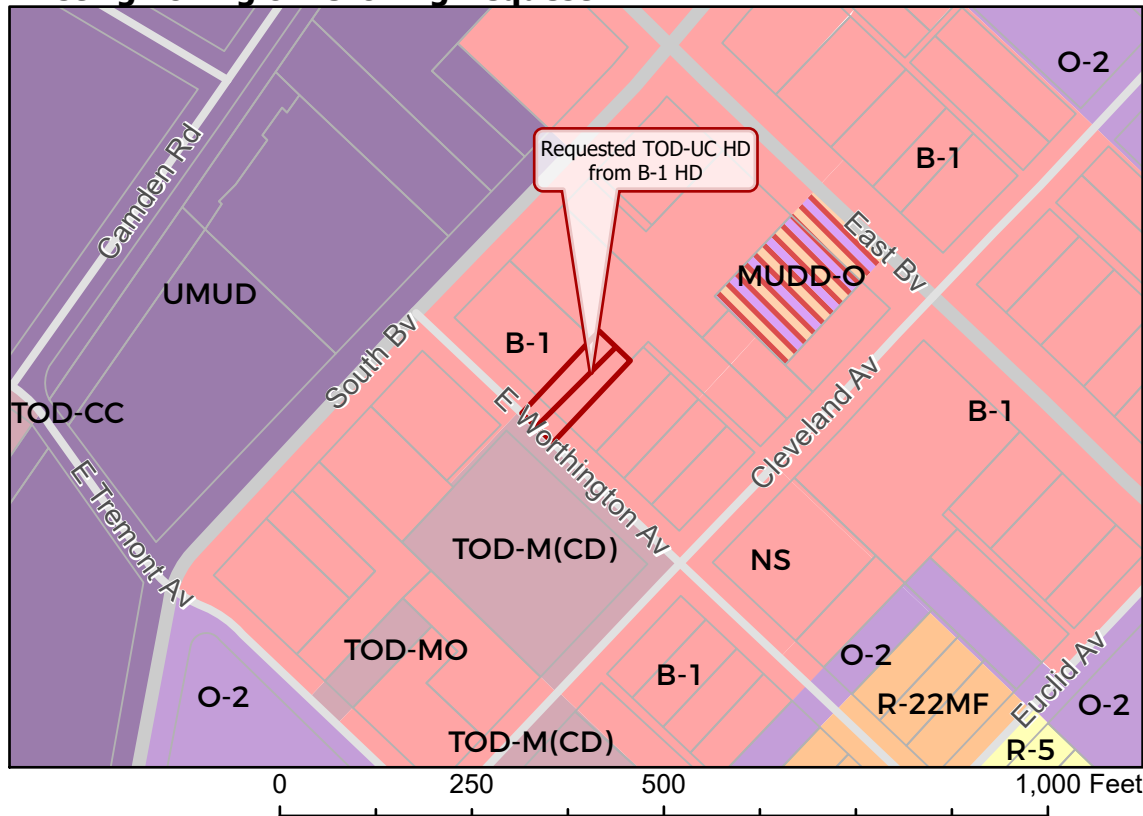 O-2
Requested TOD-UC HD
from B-1 HD
B-1
Camden Rd
East Bv
UMUD
MUDD-O
B-1
South Bv
TOD-CC
E Worthington Av
Cleveland Av
B-1
E Tremont Av
TOD-M(CD)
NS
TOD-MO
O-2
B-1
O-2
R-22MF
Euclid Av
O-2
TOD-M(CD)
R-5
0 250 500 1,000 Feet